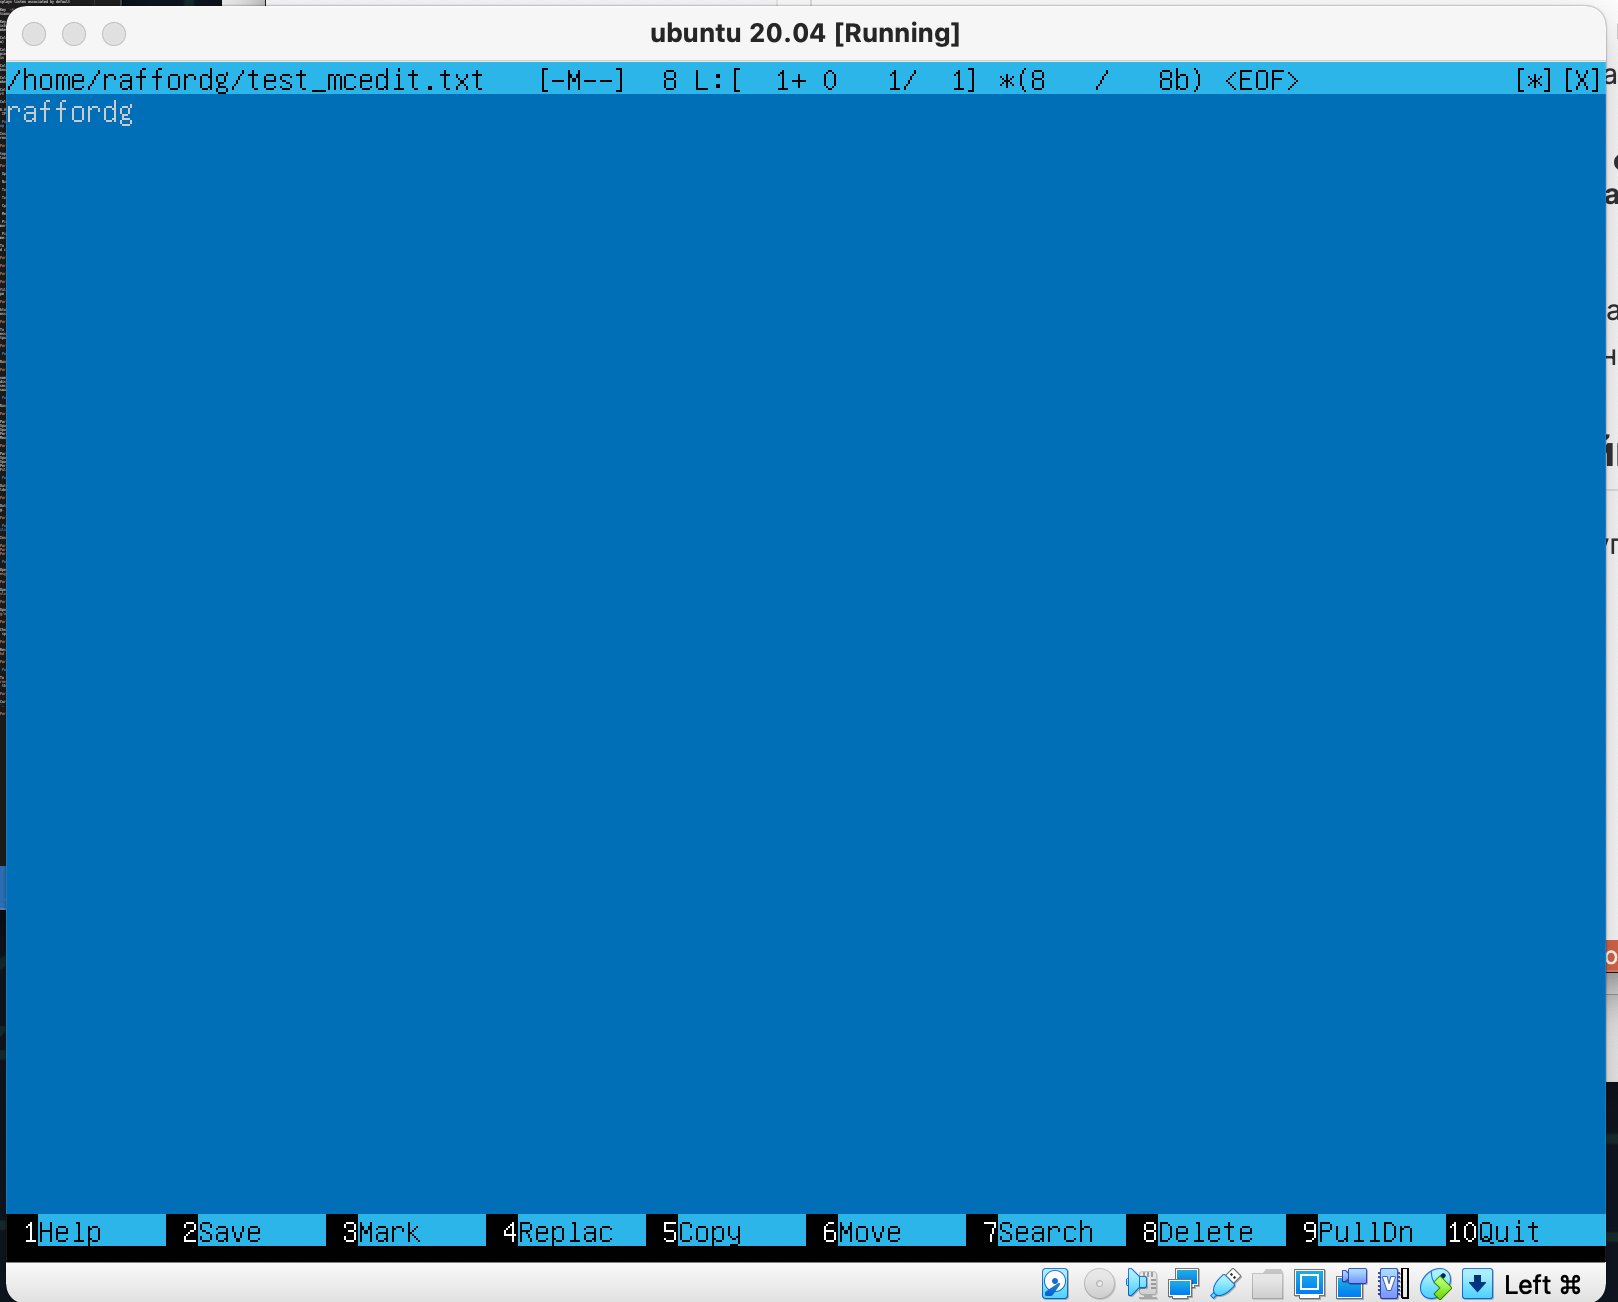 ubuntu 20.04 [Running]
/home/raffordg/test_mcedit.txt [-M--] 8 L:[ 1+ 0 1/ 1] *(8 / 8b) <EOF> [*][X]
raffordg
1Help 2Save 3Mark 4Replac 5Copy 6Move 7Search 8Delete 9PullDn 10Quit
Left ⌘